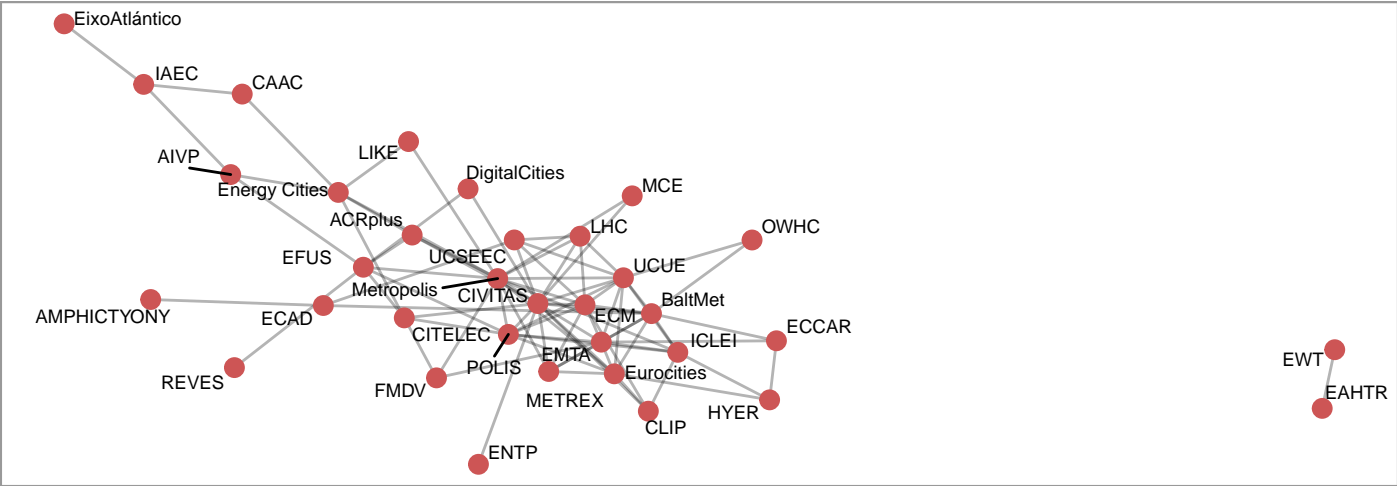 EixoAtlántico
IAEC
CAAC
LIKE
AIVP
DigitalCities
Energy Cities
MCE
ACRplus
LHC
OWHC
EFUS
UCSEEC
UCUE
Metropolis
CIVITAS
BaltMet
AMPHICTYONY
ECAD
ECM
CITELEC
ECCAR
ICLEI
EMTA
POLIS
EWT
REVES
FMDV
Eurocities
EAHTR
METREX
HYER
CLIP
ENTP